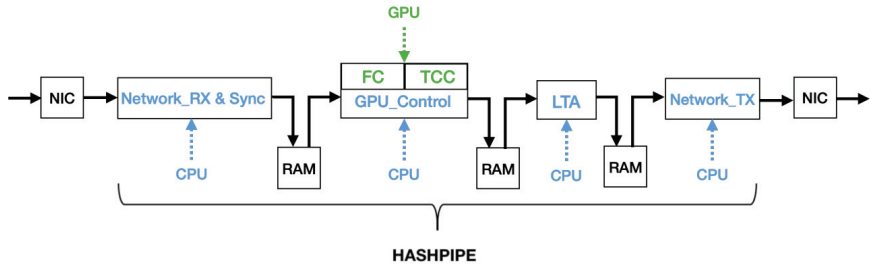 GPU
FC TCC
NIC Network_RX & Sync GPU_Control LTA Network_TX NIC
RAM RAM RAM
CPU CPU CPU CPU
HASHPIPE